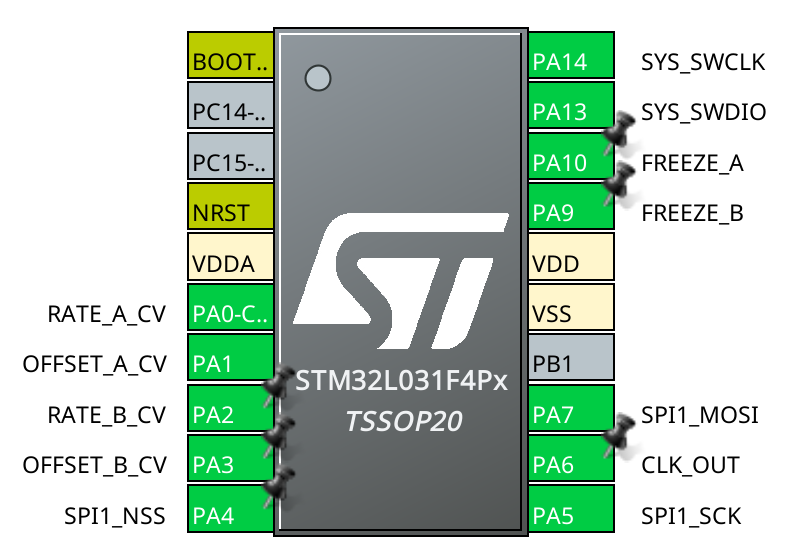 BOOT..
PC14-..
PC15-..
NRST
VDDA
RATE_A_CV PA0-C..
OFFSET_A_CV PA1
RATE_B_CV PA2
OFFSET_B_CV PA3
SPI1_NSS PA4
ST
STM32L031F4Px
TSSOP20
PA14 SYS_SWCLK
PA13 SYS_SWDIO
PA10 FREEZE_A
PA9 FREEZE_B
VDD
VSS
PB1
PA7 SPI1_MOSI
PA6 CLK_OUT
PA5 SPI1_SCK